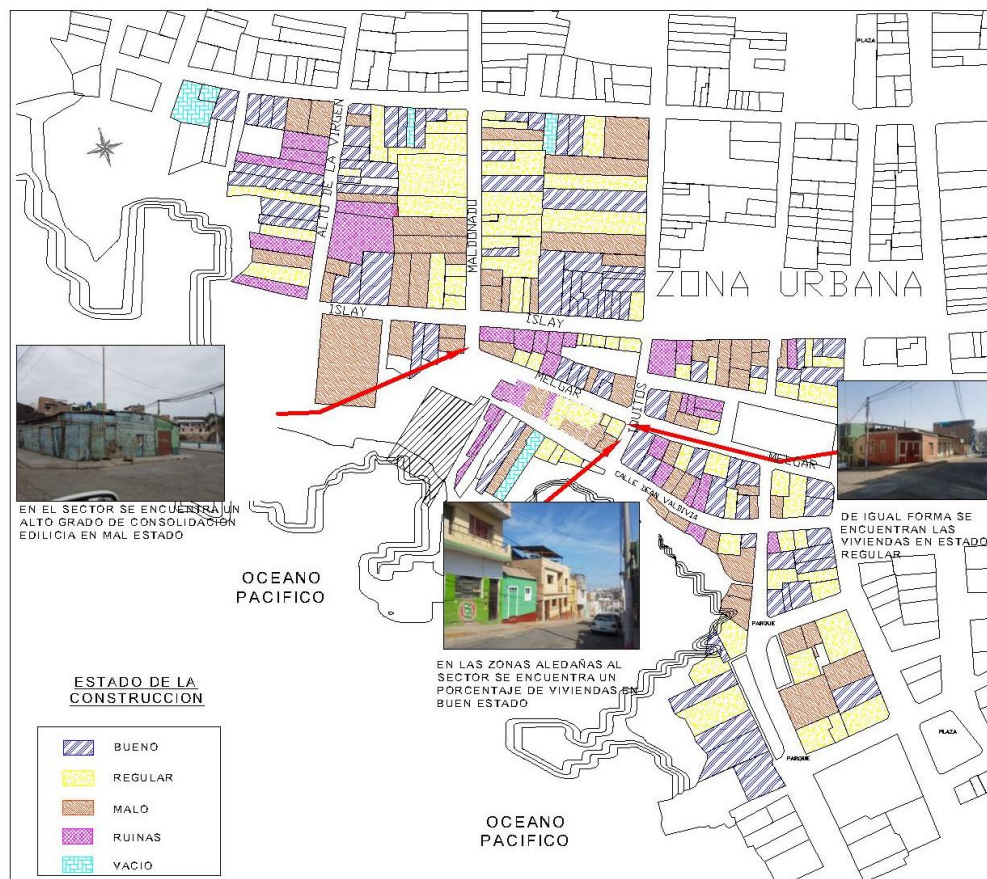 PLAZA
ALTO DE LA VIRGEN
MALDONADO
ZONA URBANA
ISLAY
ISLAY
MELGAR
IQUITOS
MELGAR
CALLE DEAN VALDIVIA
EN EL SECTOR SE ENCUENTRA UN
ALTO GRADO DE CONSOLIDACIÓN
EDILICIA EN MAL ESTADO
DE IGUAL FORMA SE
ENCUENTRAN LAS
VIVIENDAS EN ESTADO
REGULAR
OCEANO
PACIFICO
PARQUE
EN LAS ZONAS ALEDAÑAS AL
SECTOR SE ENCUENTRA UN
PORCENTAJE DE VIVIENDAS EN
BUEN ESTADO
PLAZA
PARQUE
ESTADO DE LA
CONSTRUCCION
BUENO
REGULAR
MALO
RUINAS
VACIO
OCEANO
PACIFICO